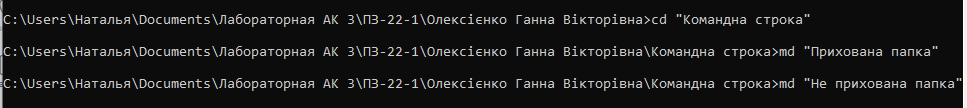 C:\Users\Наталья\Documents\Лабораторная АК 3\ПЗ-22-1\Олексієнко Ганна Вікторівна>cd "Командна строка"
C:\Users\Наталья\Documents\Лабораторная АК 3\ПЗ-22-1\Олексієнко Ганна Вікторівна\Командна строка>md "Прихована папка"
C:\Users\Наталья\Documents\Лабораторная АК 3\ПЗ-22-1\Олексієнко Ганна Вікторівна\Командна строка>md "Не прихована папка"